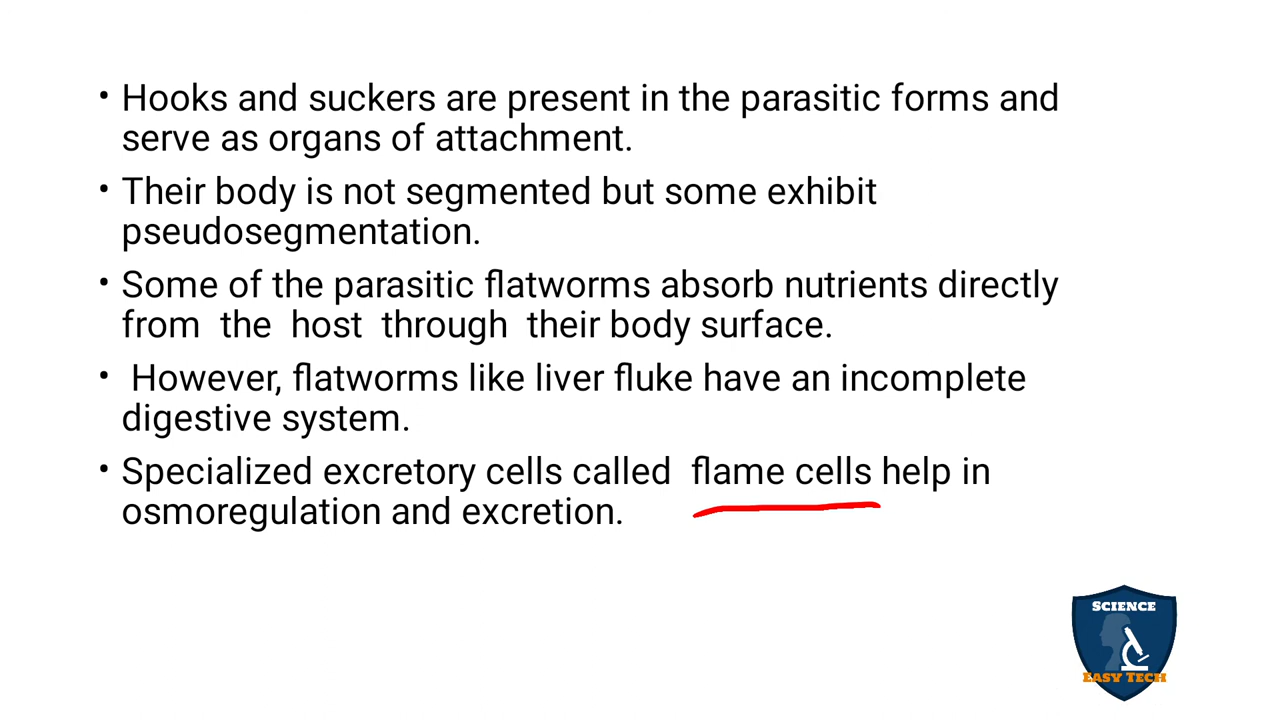 • Hooks and suckers are present in the parasitic forms and
serve as organs of attachment.
• Their body is not segmented but some exhibit
pseudosegmentation.
• Some of the parasitic flatworms absorb nutrients directly
from the host through their body surface.
• However, flatworms like liver fluke have an incomplete
digestive system.
• Specialized excretory cells called flame cells help in
osmoregulation and excretion.
SCIENCE
EASY TECH